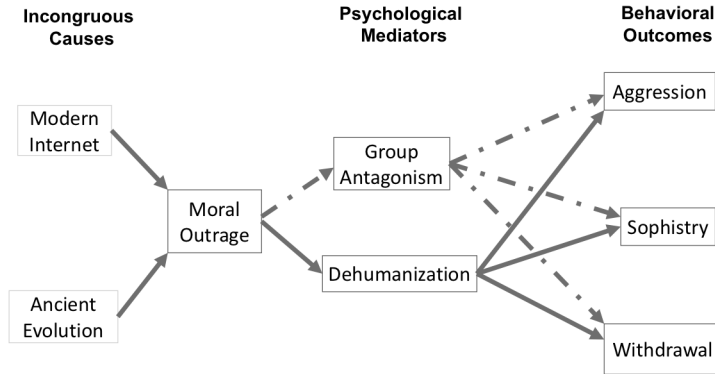 Incongruous
Causes
Psychological
Mediators
Behavioral
Outcomes
Modern
Internet
Ancient
Evolution
Moral
Outrage
Group
Antagonism
Dehumanization
Aggression
Sophistry
Withdrawal